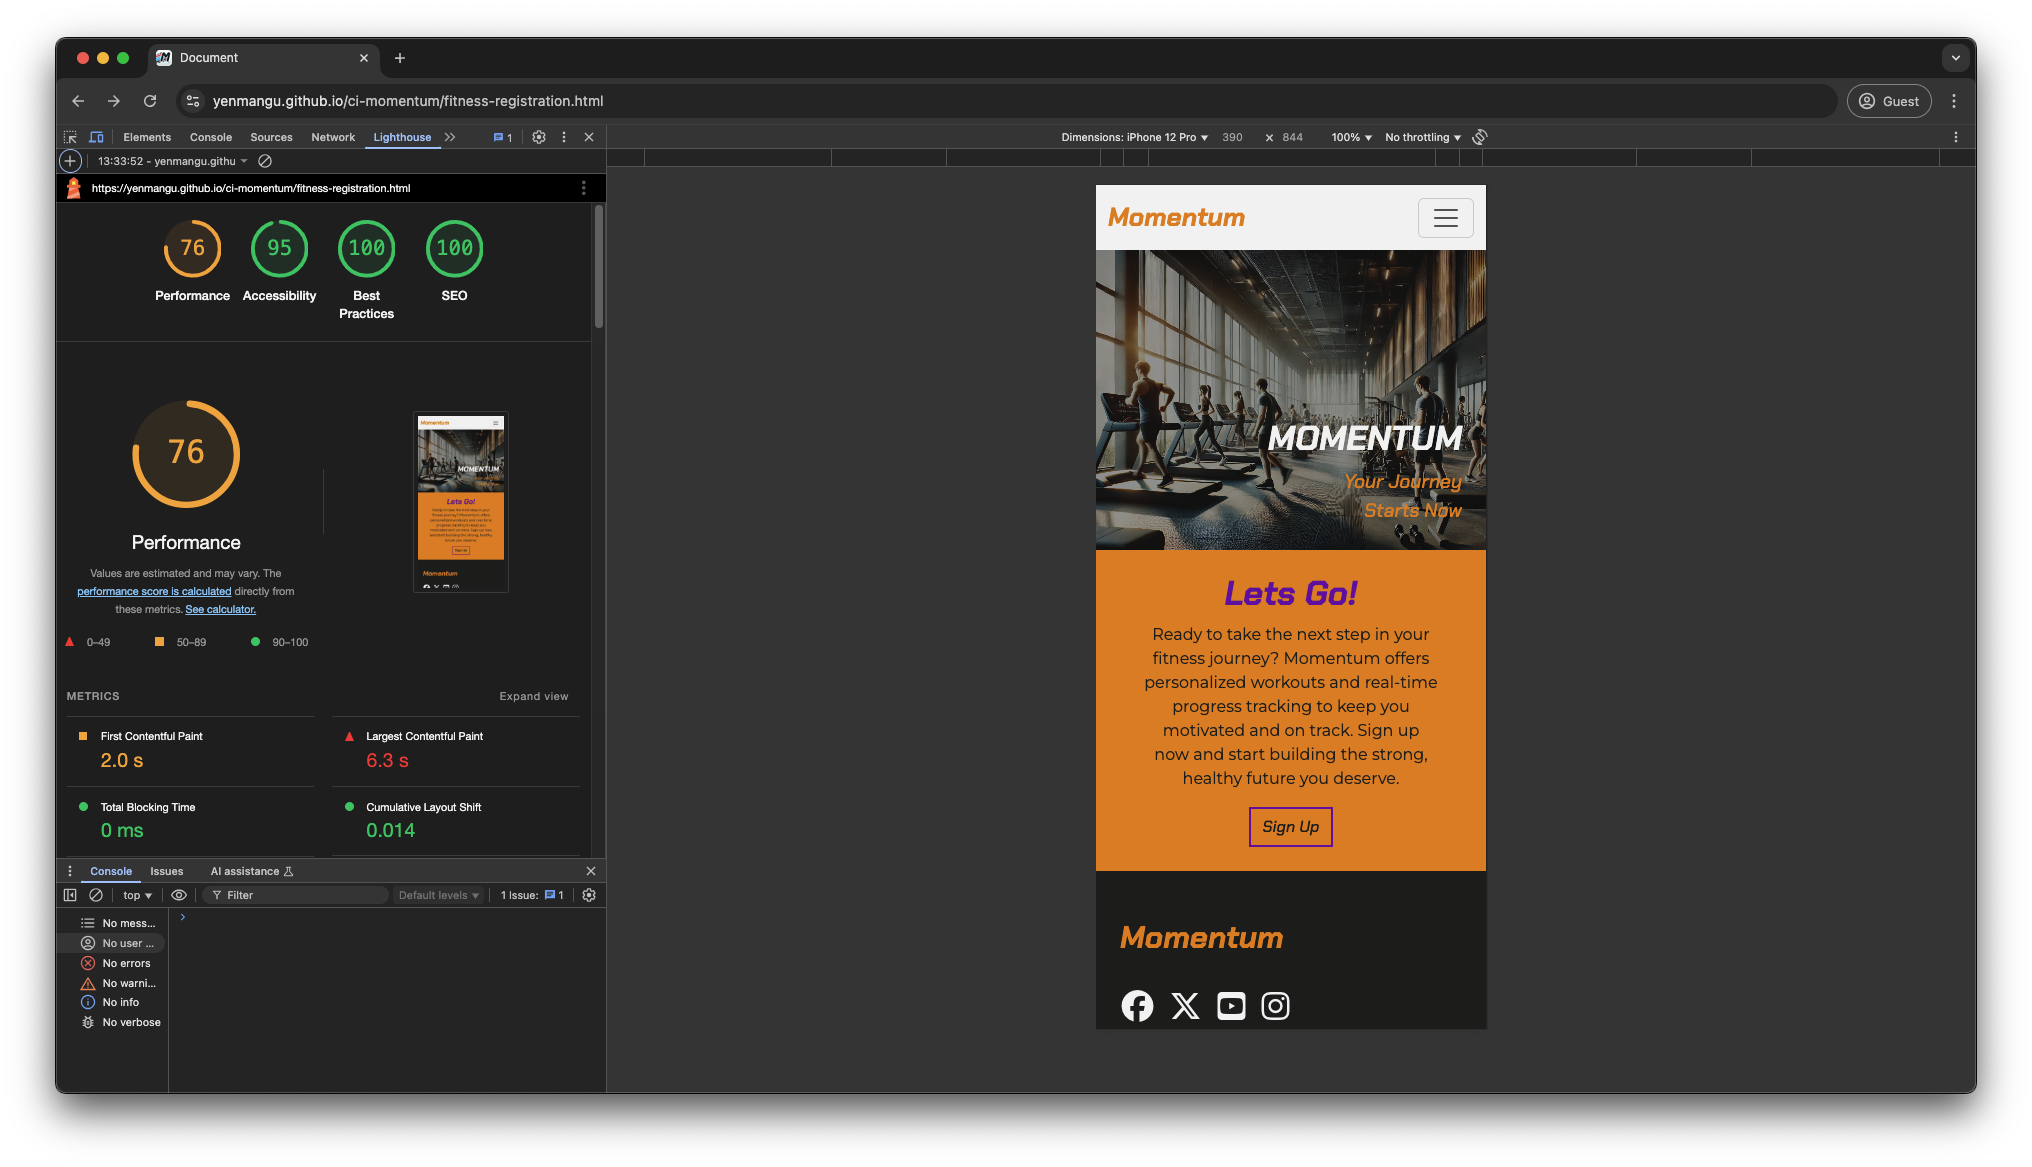 Document
yenmangu.github.io/ci-momentum/fitness-registration.html
Guest
Elements Console Sources Network Lighthouse 1
Dimensions: iPhone 12 Pro 390 × 844 100% No throttling
13:33:52 - yenmangu.githu
https://yenmangu.github.io/ci-momentum/fitness-registration.html
76 95 100 100
Performance Accessibility Best Practices SEO
76
Performance
Values are estimated and may vary. The
performance score is calculated directly from
these metrics. See calculator.
0–49 50–89 90–100
METRICS Expand view
First Contentful Paint
2.0 s
Largest Contentful Paint
6.3 s
Total Blocking Time
0 ms
Cumulative Layout Shift
0.014
Console Issues AI assistance
top Filter Default levels 1 Issue: 1
No mess...
No user ...
No errors
No warni...
No info
No verbose
Momentum
MOMENTUM
Your Journey
Starts Now
Lets Go!
Ready to take the next step in your
fitness journey? Momentum offers
personalized workouts and real-time
progress tracking to keep you
motivated and on track. Sign up
now and start building the strong,
healthy future you deserve.
Sign Up
Momentum